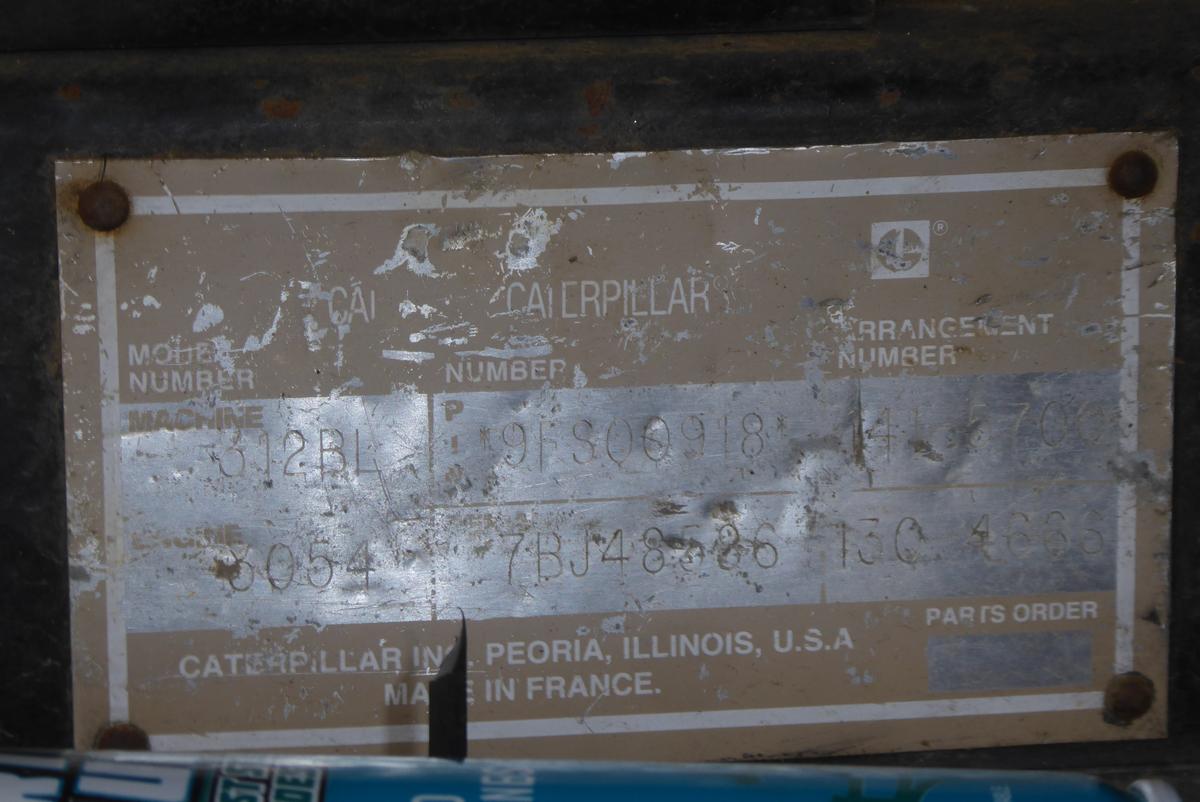 CATERPILLAR
®
MODEL NUMBER
NUMBER
ARRANGEMENT NUMBER
MACHINE
312BL
PIN
*9FS00918*
ENGINE
3054
7BJ48586
PARTS ORDER
CATERPILLAR INC. PEORIA, ILLINOIS, U.S.A
MADE IN FRANCE.